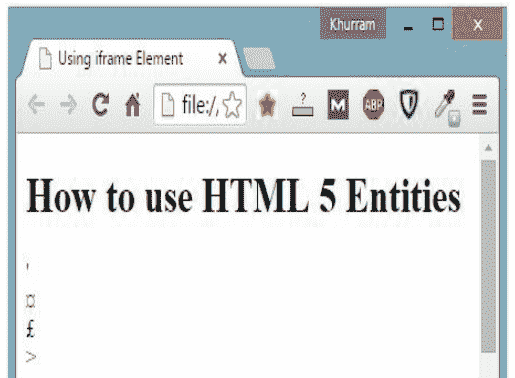 Khurram
Using iframe Element
file:/,
?
M
ABP
How to use HTML 5 Entities
'
¤
£
>